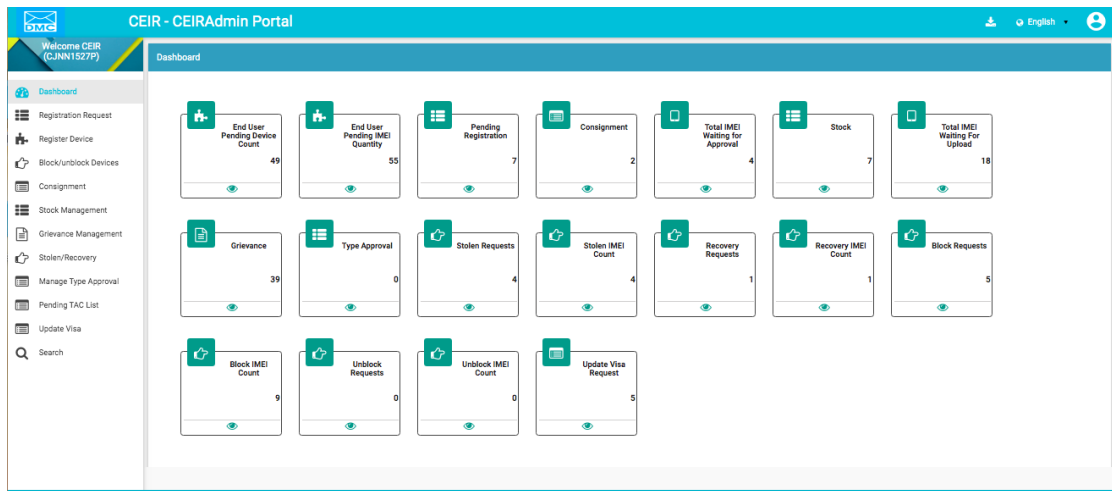 DMC
CEIR - CEIRAdmin Portal
English
Welcome CEIR
(CJNN1527P)
Dashboard
Dashboard
Registration Request
Register Device
Block/unblock Devices
Consignment
Stock Management
Grievance Management
Stolen/Recovery
Manage Type Approval
Pending TAC List
Update Visa
Search
End User
Pending Device
Count
49
End User
Pending IMEI
Quantity
55
Pending
Registration
7
Consignment
2
Total IMEI
Waiting for
Approval
4
Stock
7
Total IMEI
Waiting For
Upload
18
Grievance
39
Type Approval
0
Stolen Requests
4
Stolen IMEI
Count
4
Recovery
Requests
1
Recovery IMEI
Count
1
Block Requests
5
Block IMEI
Count
9
Unblock
Requests
0
Unblock IMEI
Count
0
Update Visa
Request
5